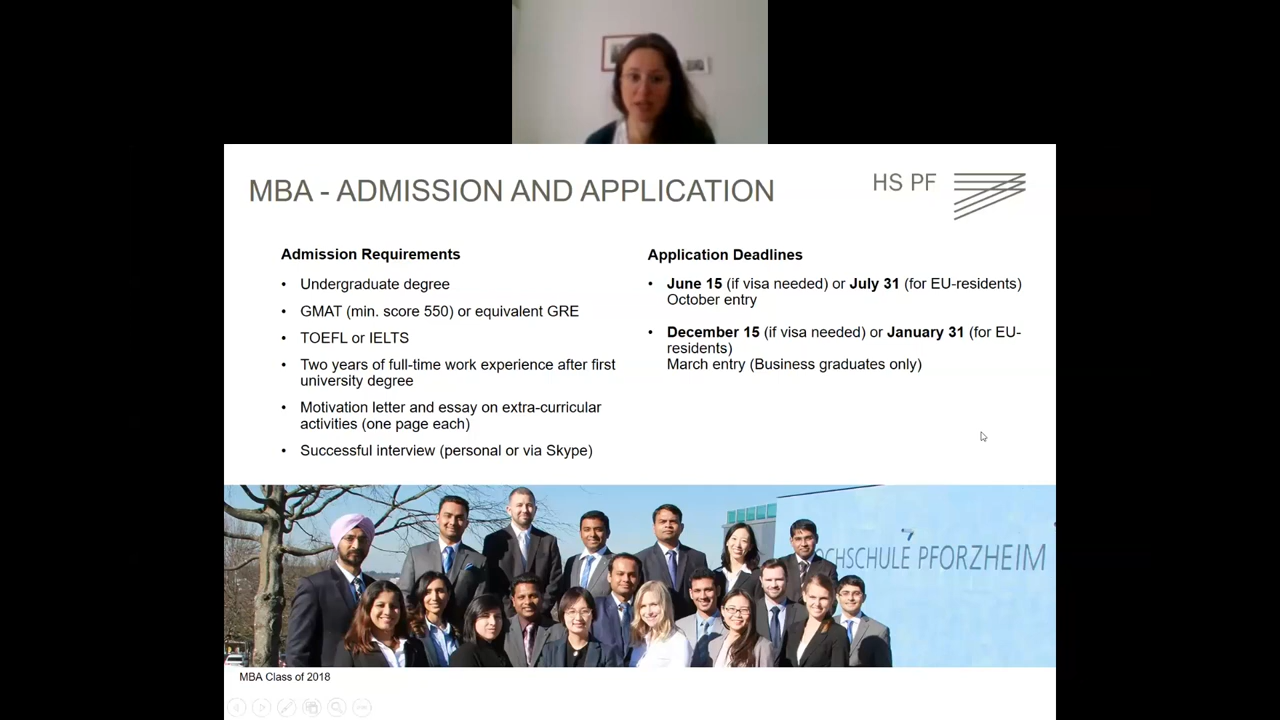 MBA - ADMISSION AND APPLICATION
HS PF
Admission Requirements
• Undergraduate degree
• GMAT (min. score 550) or equivalent GRE
• TOEFL or IELTS
• Two years of full-time work experience after first
university degree
• Motivation letter and essay on extra-curricular
activities (one page each)
• Successful interview (personal or via Skype)
Application Deadlines
• June 15 (if visa needed) or July 31 (for EU-residents)
October entry
• December 15 (if visa needed) or January 31 (for EU-
residents)
March entry (Business graduates only)
OCHSCHULE PFORZHEIM
MBA Class of 2018